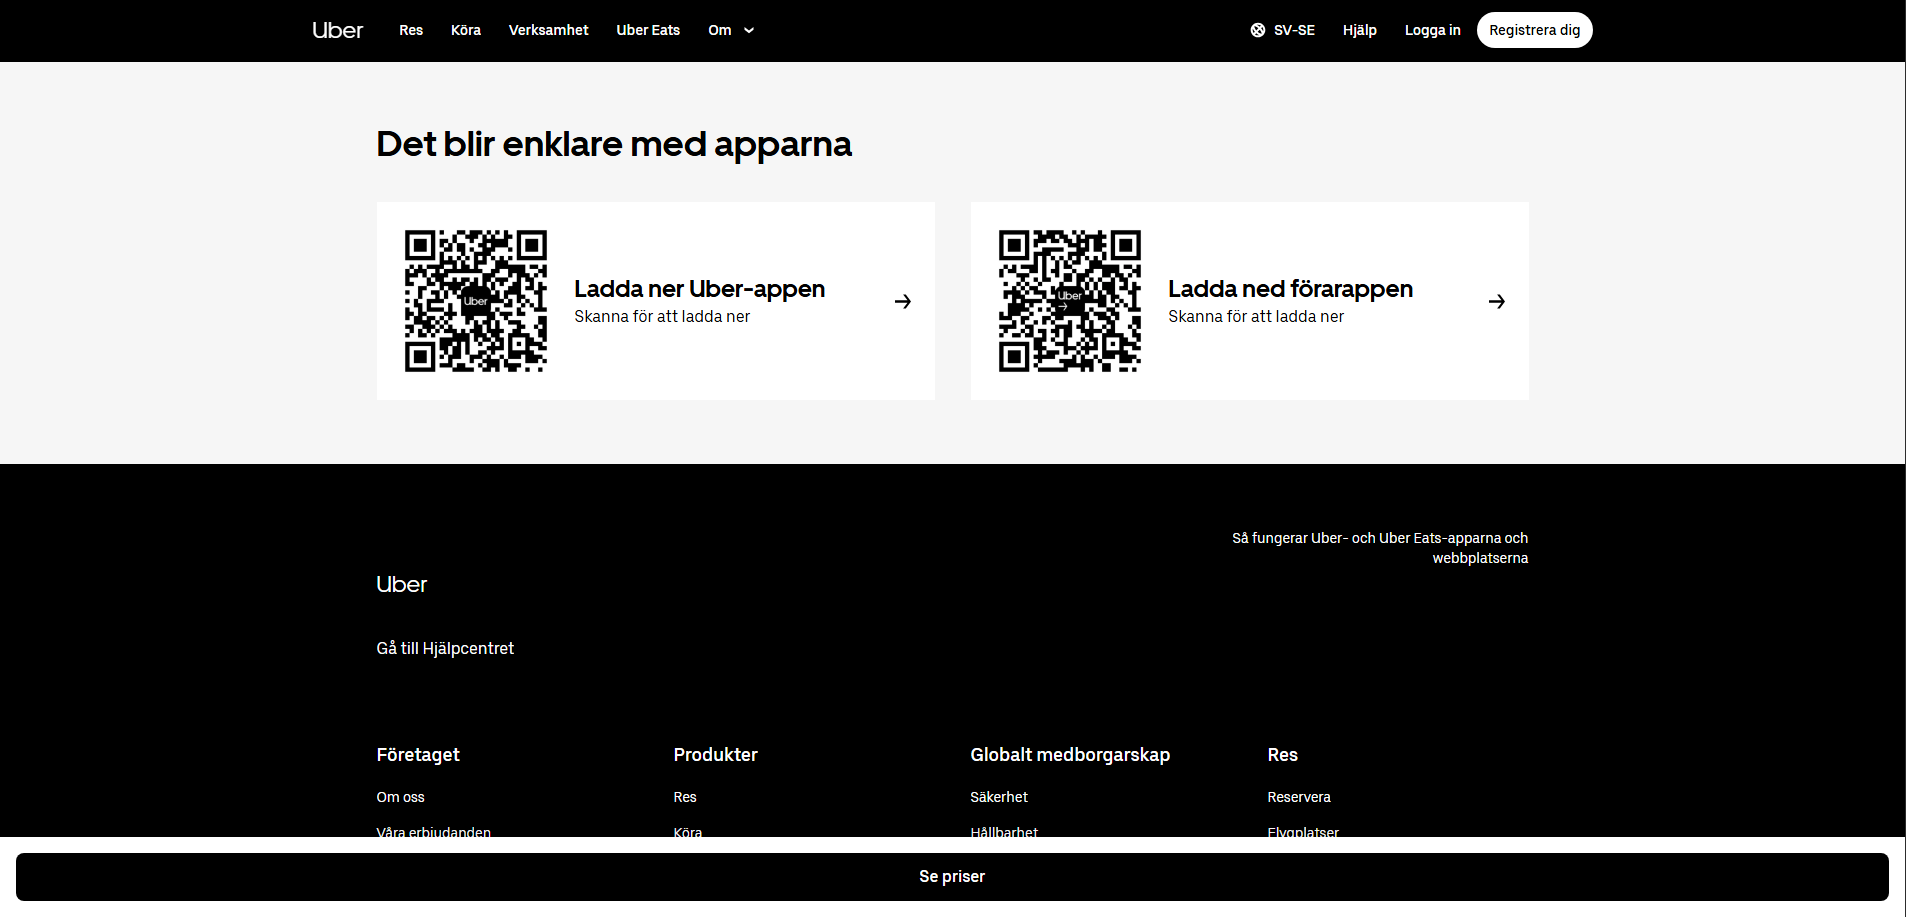 Uber
Res
Köra
Verksamhet
Uber Eats
Om
SV-SE
Hjälp
Logga in
Registrera dig
Det blir enklare med apparna
Uber
Ladda ner Uber-appen
Skanna för att ladda ner
Uber
Ladda ned förarappen
Skanna för att ladda ner
Så fungerar Uber- och Uber Eats-apparna och
webbplatserna
Uber
Gå till Hjälpcentret
Företaget
Om oss
Våra erbjudanden
Produkter
Res
Köra
Globalt medborgarskap
Säkerhet
Hållbarhet
Res
Reservera
Flygplatser
Se priser